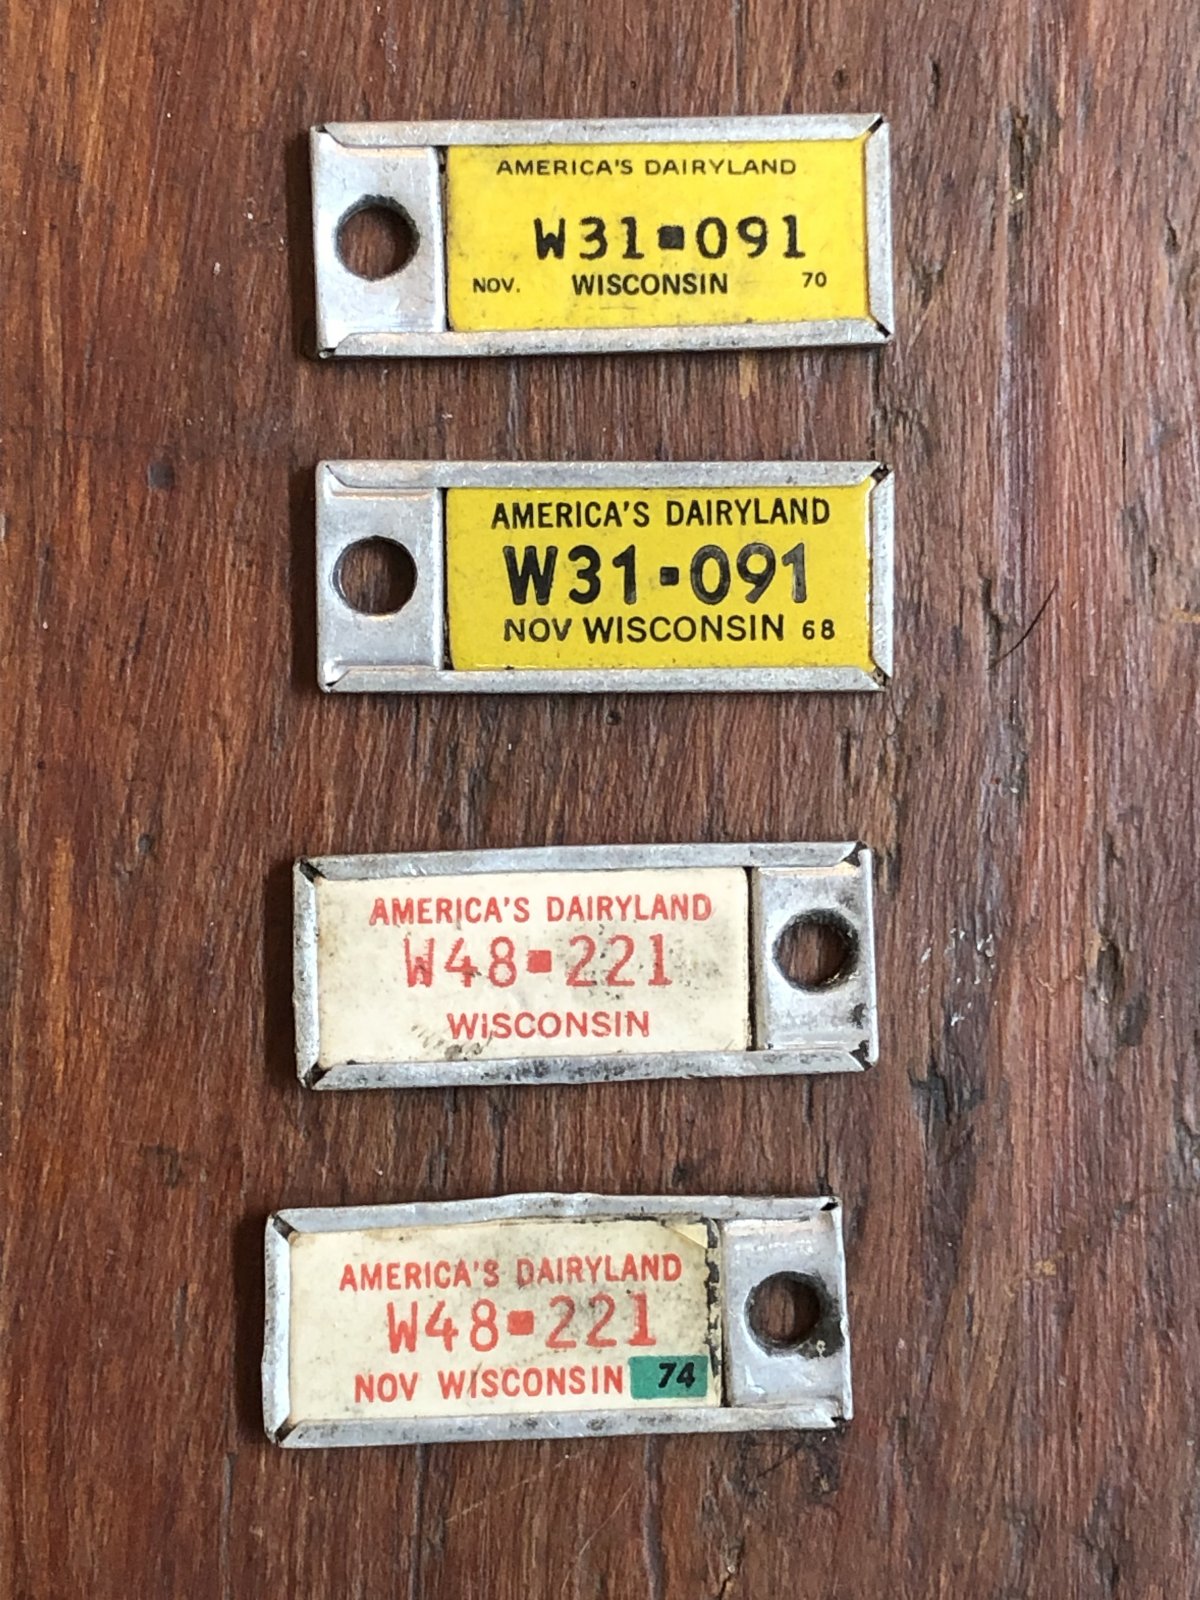 AMERICA'S DAIRYLAND
W31▪091
NOV. WISCONSIN 70
AMERICA'S DAIRYLAND
W31▪091
NOV WISCONSIN 68
AMERICA'S DAIRYLAND
W48▪221
WISCONSIN
AMERICA'S DAIRYLAND
W48▪221
NOV WISCONSIN 74